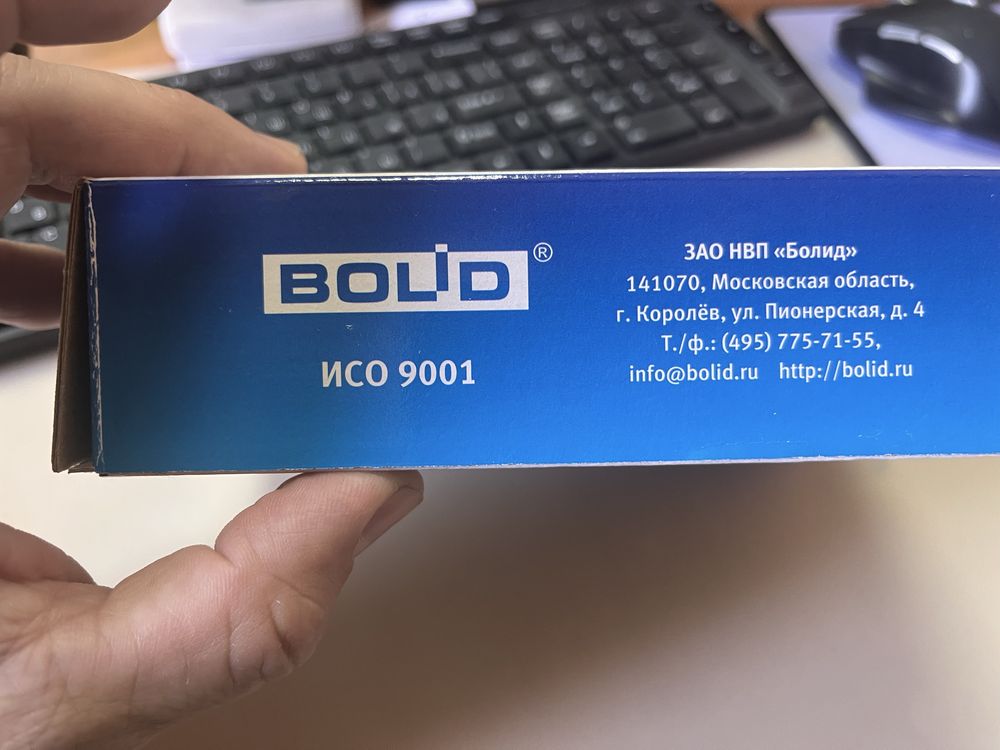 BOLID®
ИСО 9001
ЗАО НВП «Болид»
141070, Московская область,
г. Королёв, ул. Пионерская, д. 4
Т./ф.: (495) 775-71-55,
info@bolid.ru http://bolid.ru